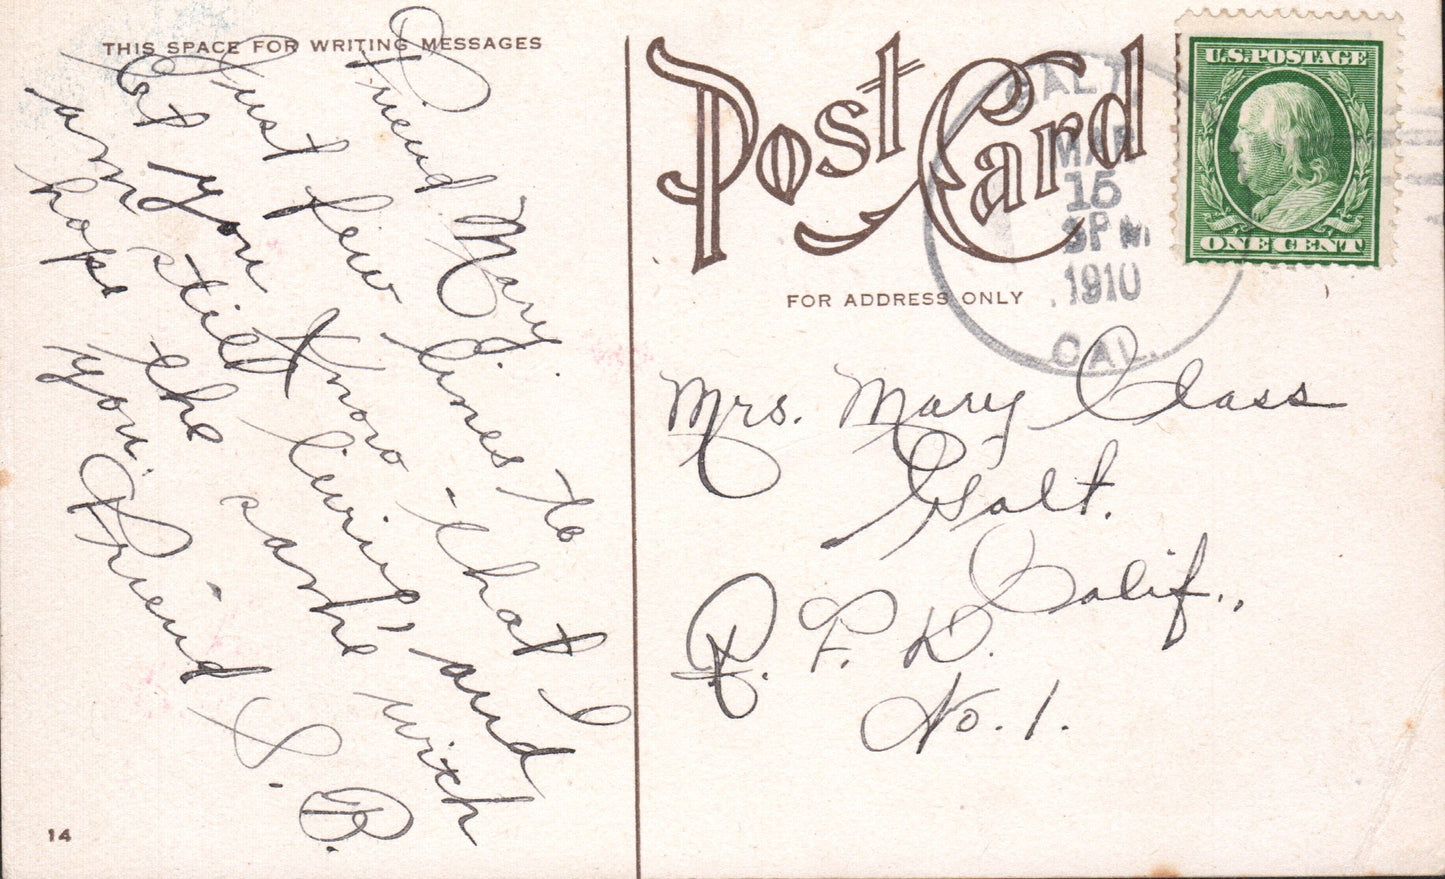 THIS SPACE FOR WRITING MESSAGES
Friend Mary,
Just few lines to
let you know that I
am still living and
hope the same with
you.
Friend
S. B.
14
Post Card
FOR ADDRESS ONLY
GALT
MAR
15
3 PM
1910
CAL.
U.S. POSTAGE
ONE CENT
Mrs. Mary Class
Galt.
Calif.,
R. F. D.
No. 1.